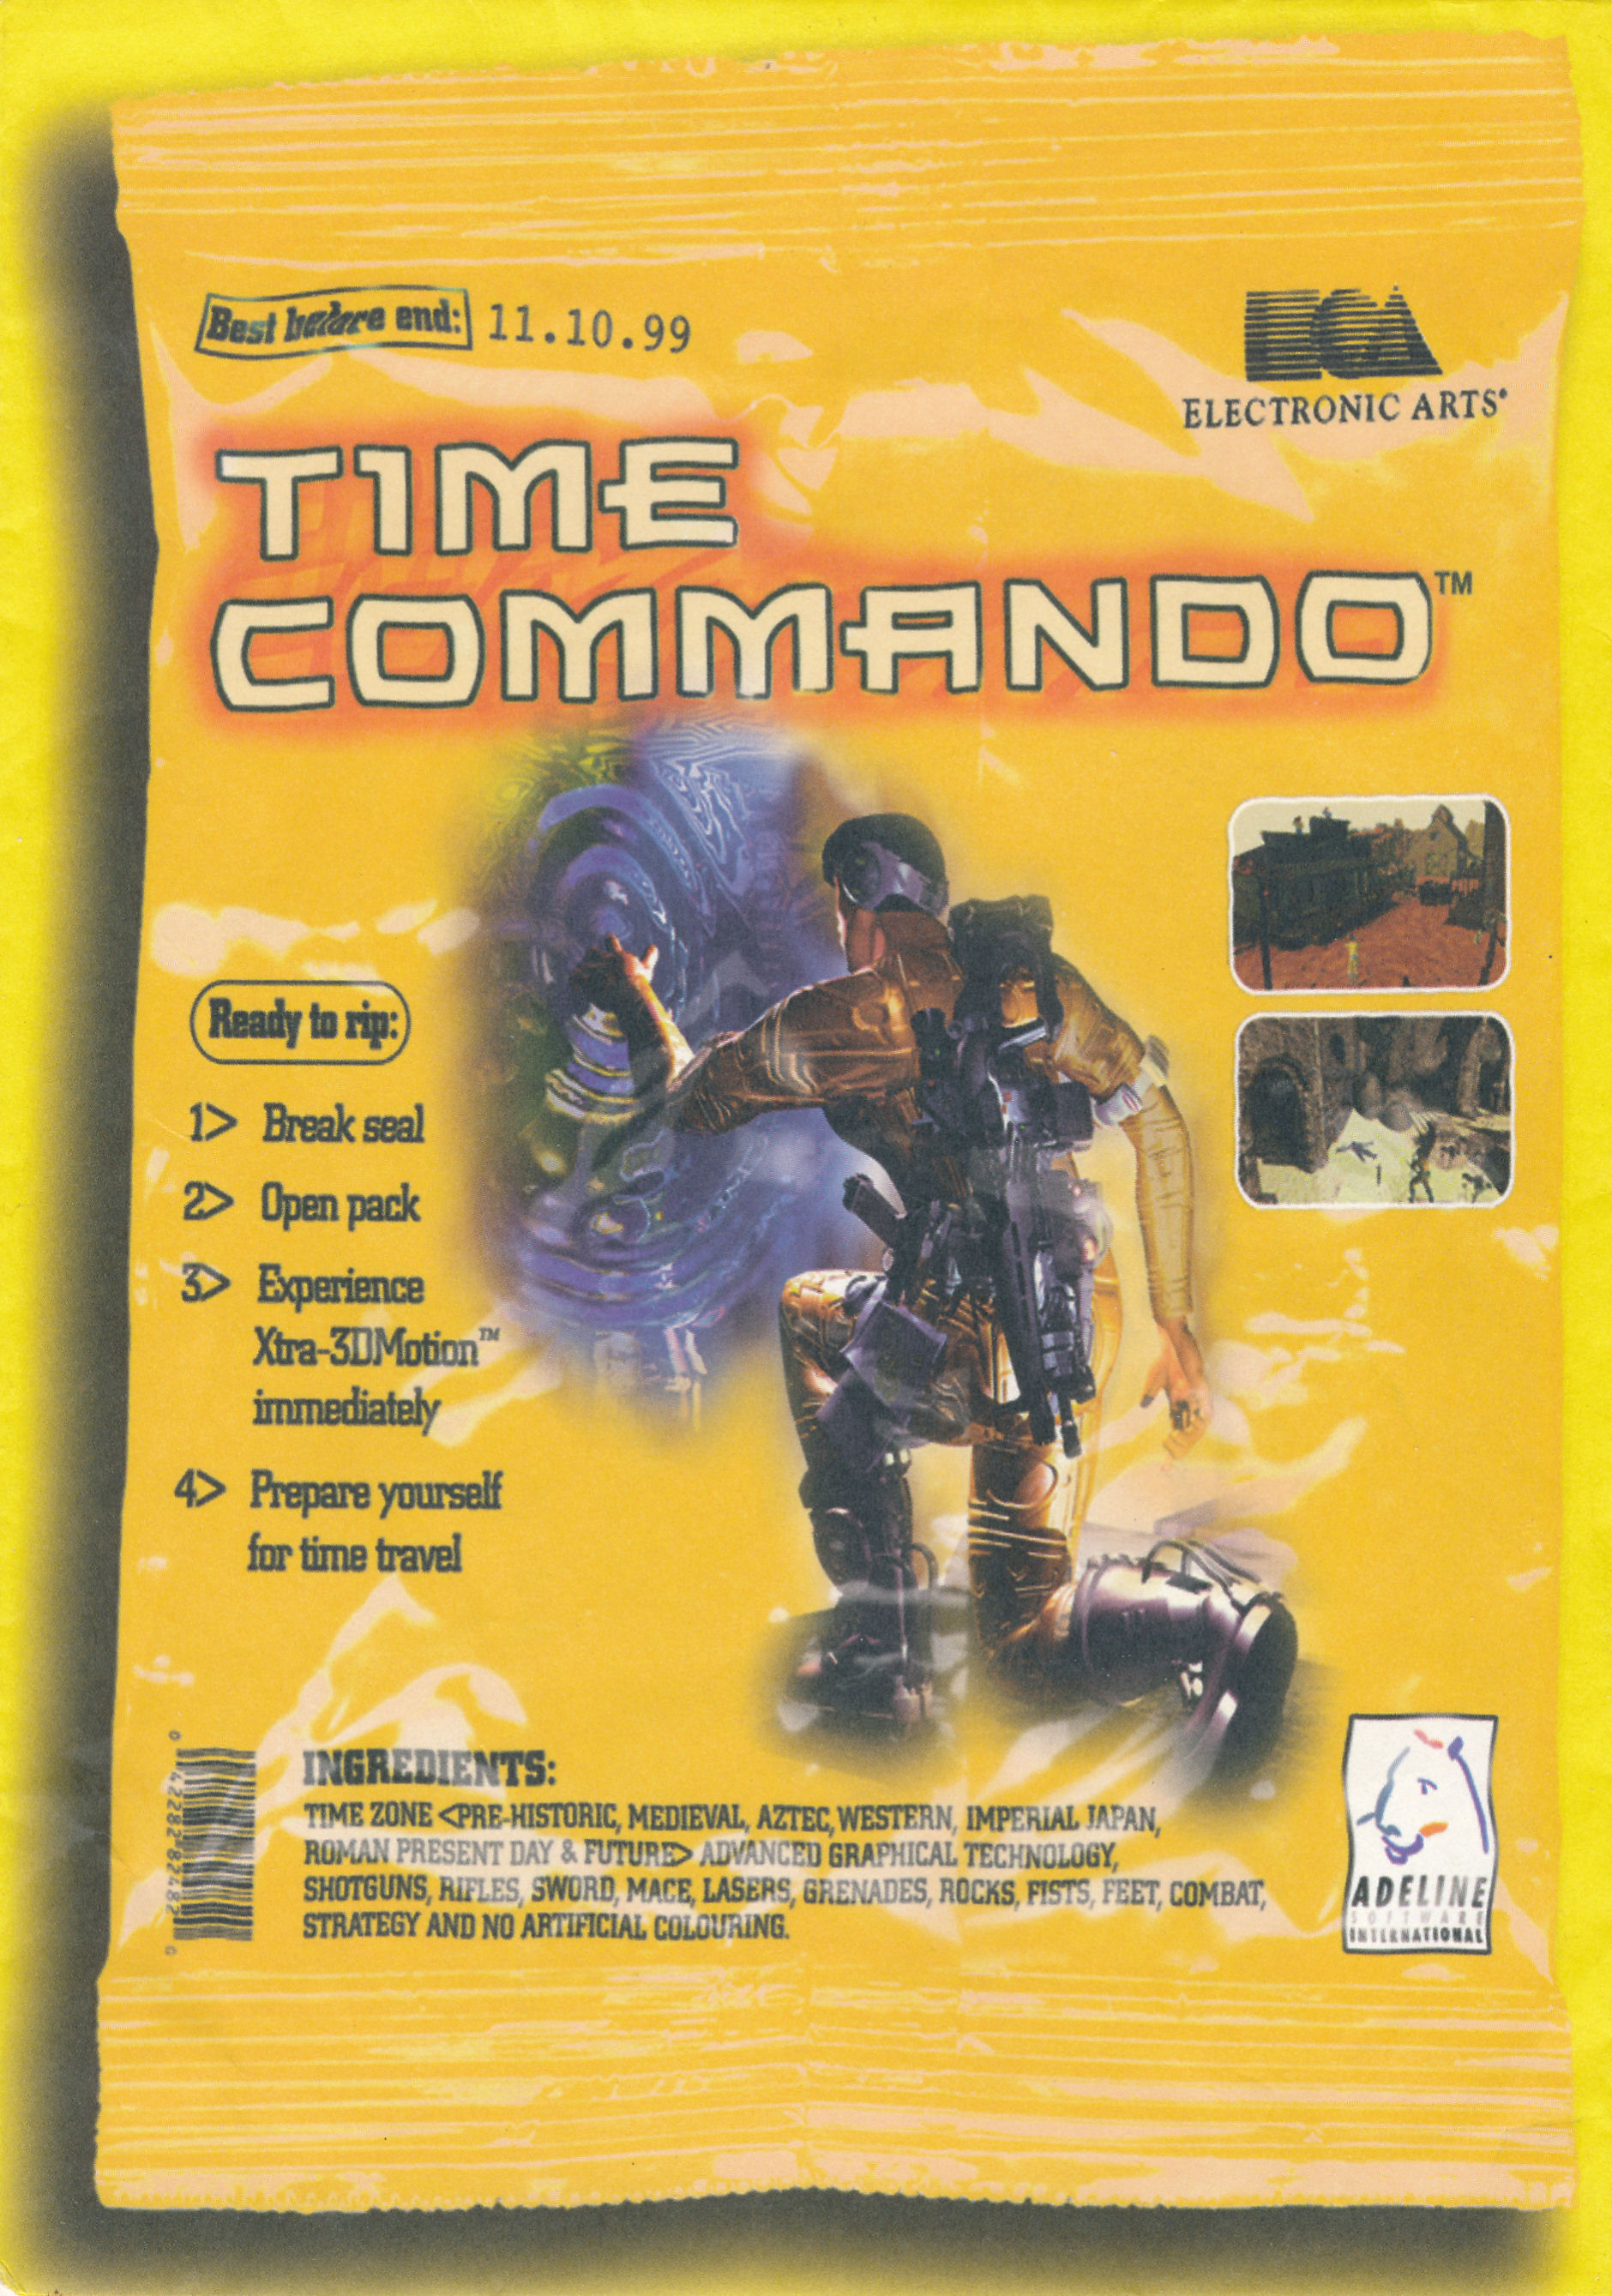 Best before end: 11.10.99
ELECTRONIC ARTS®
TIME
COMMANDO™
Ready to rip:
1> Break seal
2> Open pack
3> Experience
Xtra-3DMotion™
immediately
4> Prepare yourself
for time travel
INGREDIENTS:
TIME ZONE <PRE-HISTORIC, MEDIEVAL, AZTEC, WESTERN, IMPERIAL JAPAN,
ROMAN PRESENT DAY & FUTURE> ADVANCED GRAPHICAL TECHNOLOGY,
SHOTGUNS, RIFLES, SWORD, MACE, LASERS, GRENADES, ROCKS, FISTS, FEET, COMBAT,
STRATEGY AND NO ARTIFICIAL COLOURING.
ADELINE
SOFTWARE
INTERNATIONAL